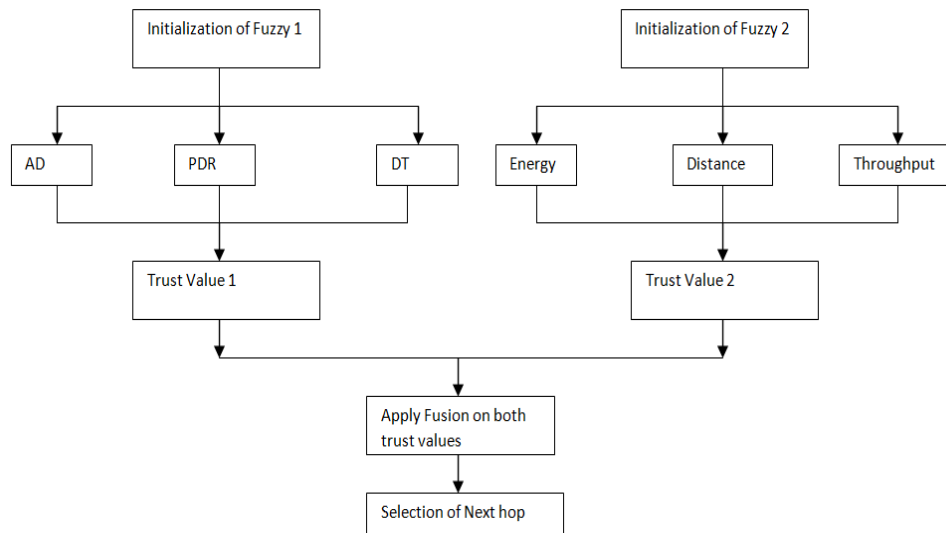 Initialization of Fuzzy 1
Initialization of Fuzzy 2
AD
PDR
DT
Energy
Distance
Throughput
Trust Value 1
Trust Value 2
Apply Fusion on both
trust values
Selection of Next hop